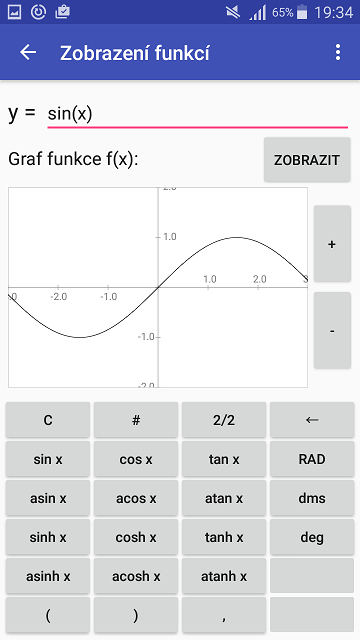 65% 19:34
Zobrazení funkcí
y = sin(x)
Graf funkce f(x): ZOBRAZIT
2.0
1.0
+
.0 -2.0 -1.0 1.0 2.0 3
-1.0
-
-2.0
C # 2/2 ←
sin x cos x tan x RAD
asin x acos x atan x dms
sinh x cosh x tanh x deg
asinh x acosh x atanh x
( ) ,